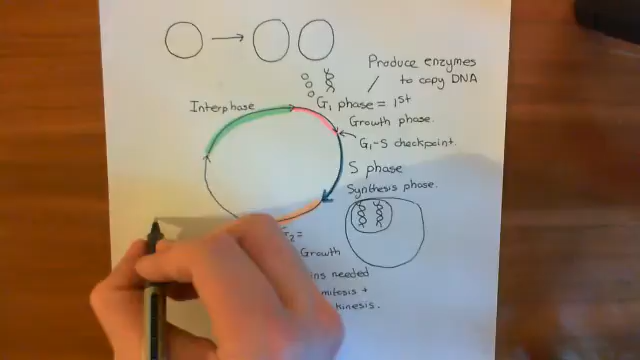 Produce enzymes
to copy DNA
Interphase
G₁ phase = 1st
Growth phase.
G₁-S checkpoint.
S phase
Synthesis phase.
G₂ =
Growth
needed
mitosis +
kinesis.